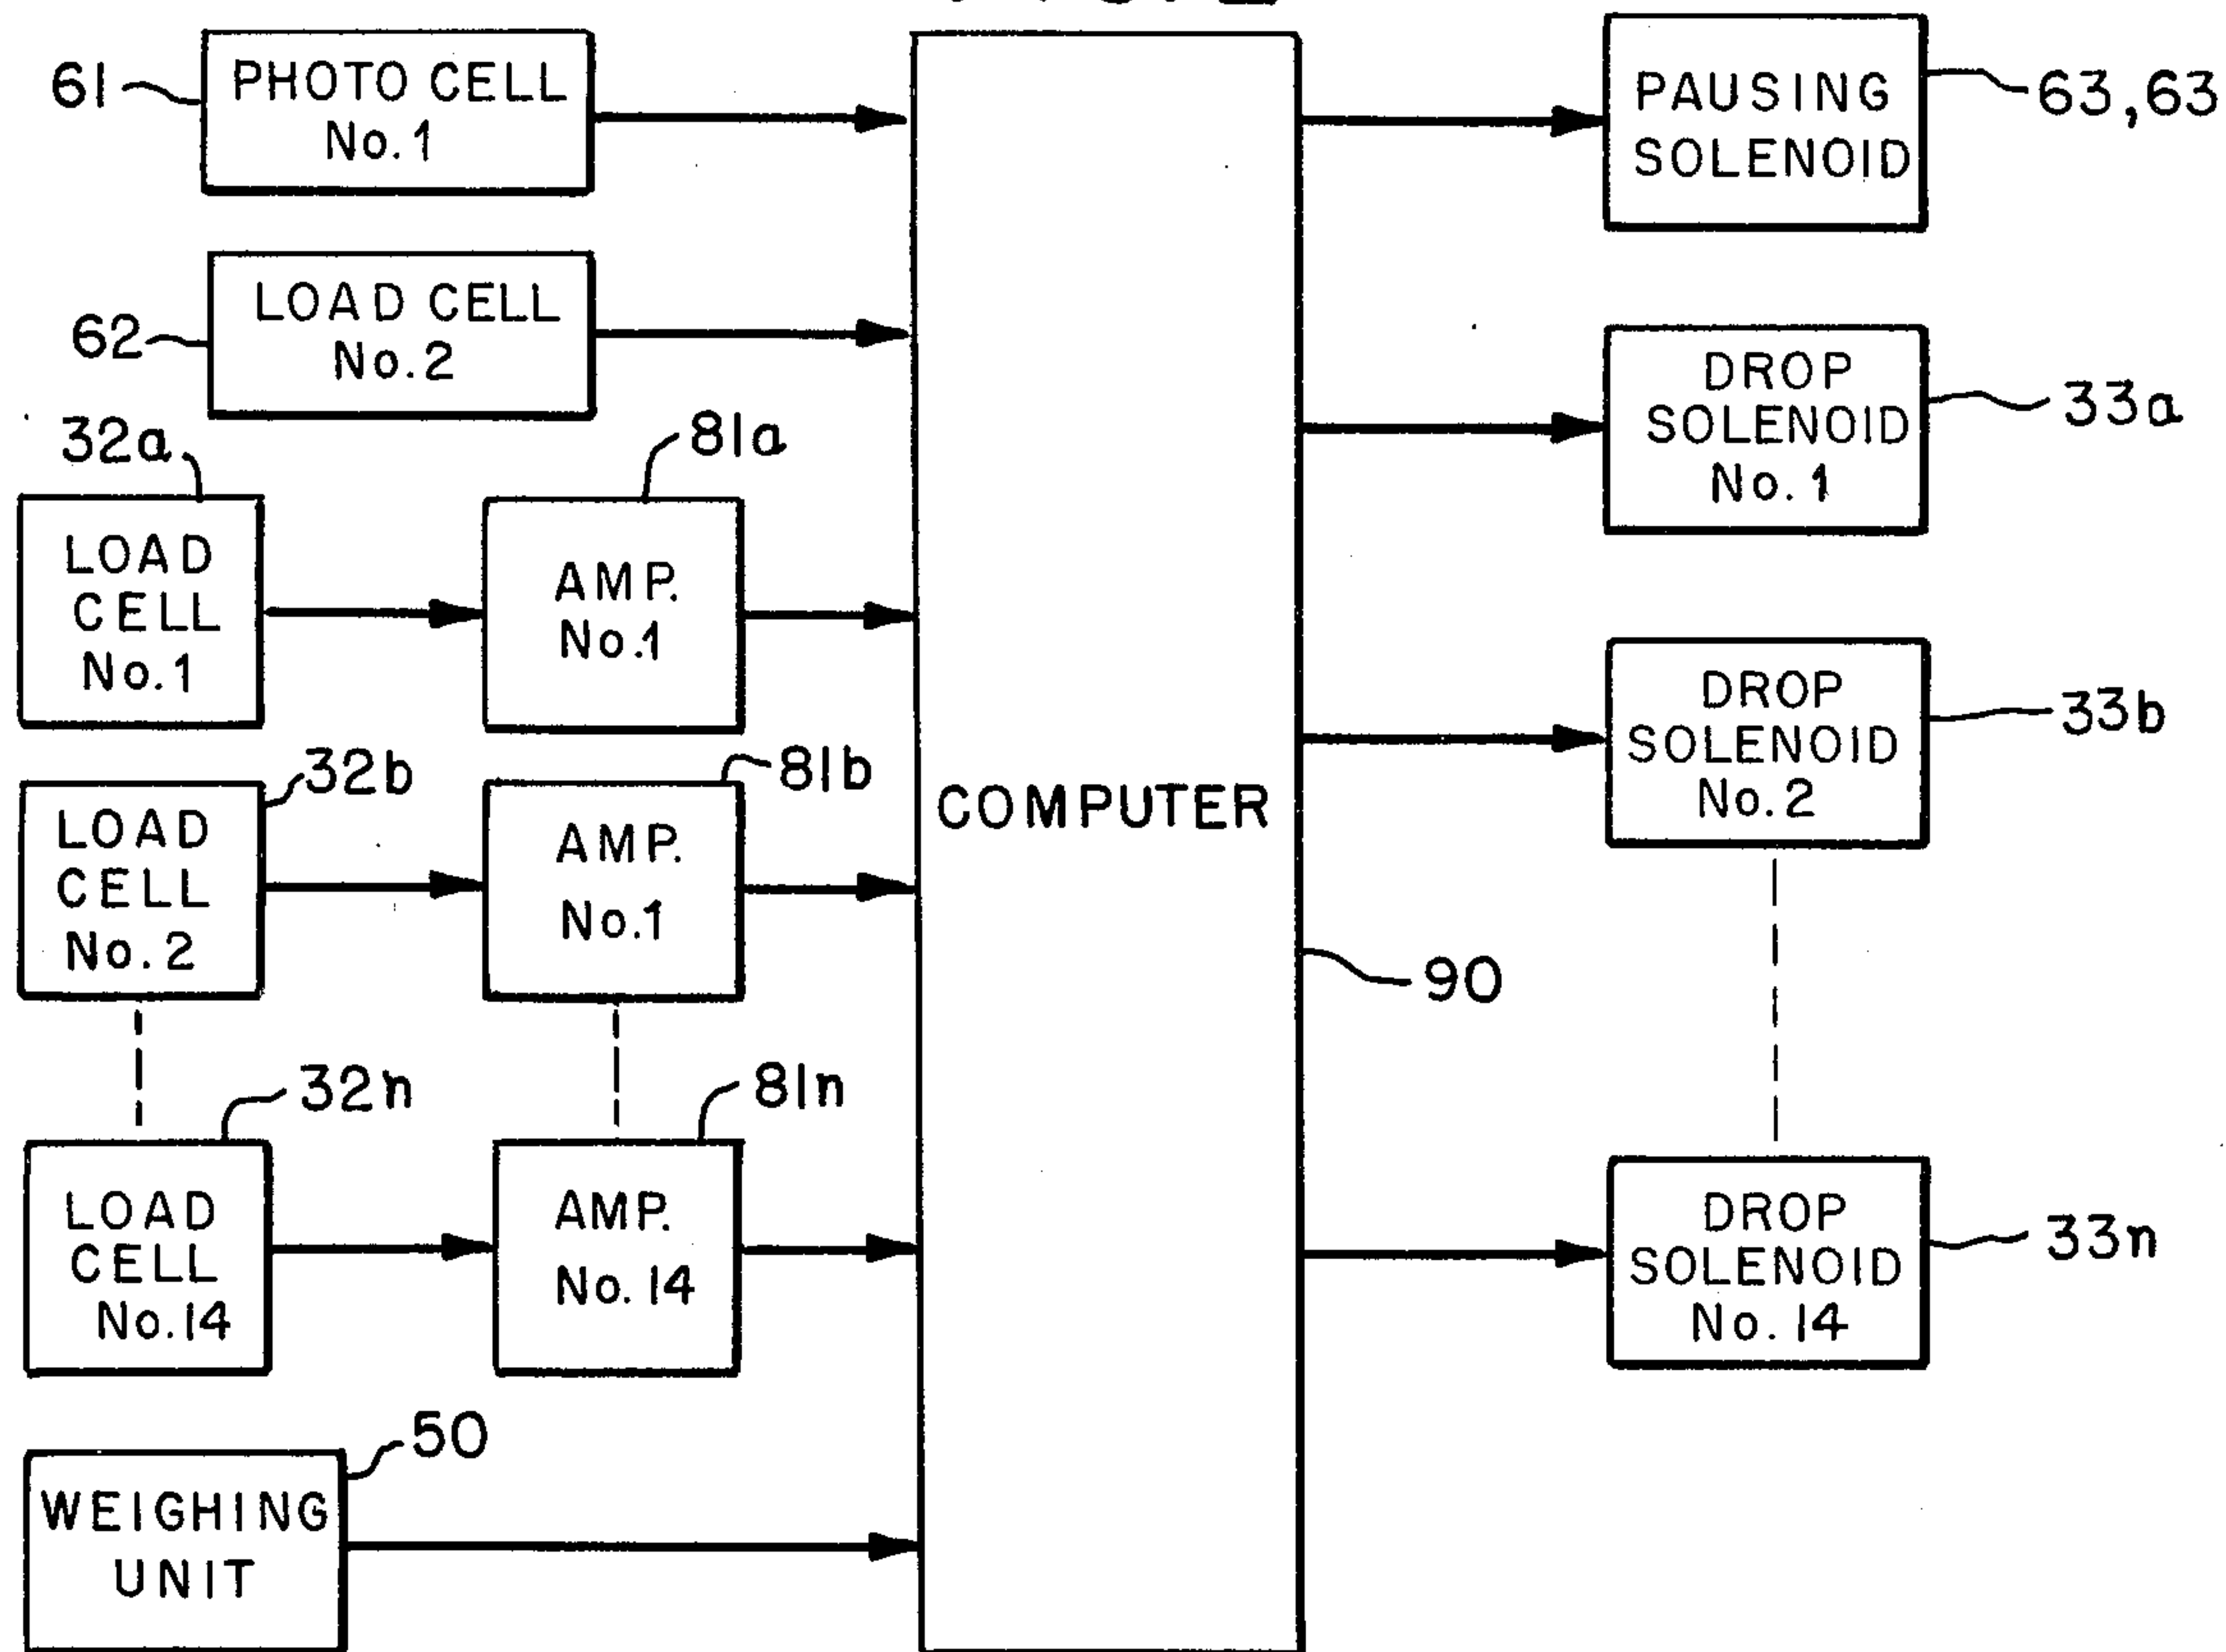 61
PHOTO CELL
No. 1
62
LOAD CELL
No. 2
32a
LOAD
CELL
No. 1
81a
AMP.
No. 1
32b
LOAD
CELL
No. 2
81b
AMP.
No. 1
32n
LOAD
CELL
No. 14
81n
AMP.
No. 14
50
WEIGHING
UNIT
COMPUTER
90
PAUSING
SOLENOID
63, 63
DROP
SOLENOID
No. 1
33a
DROP
SOLENOID
No. 2
33b
DROP
SOLENOID
No. 14
33n